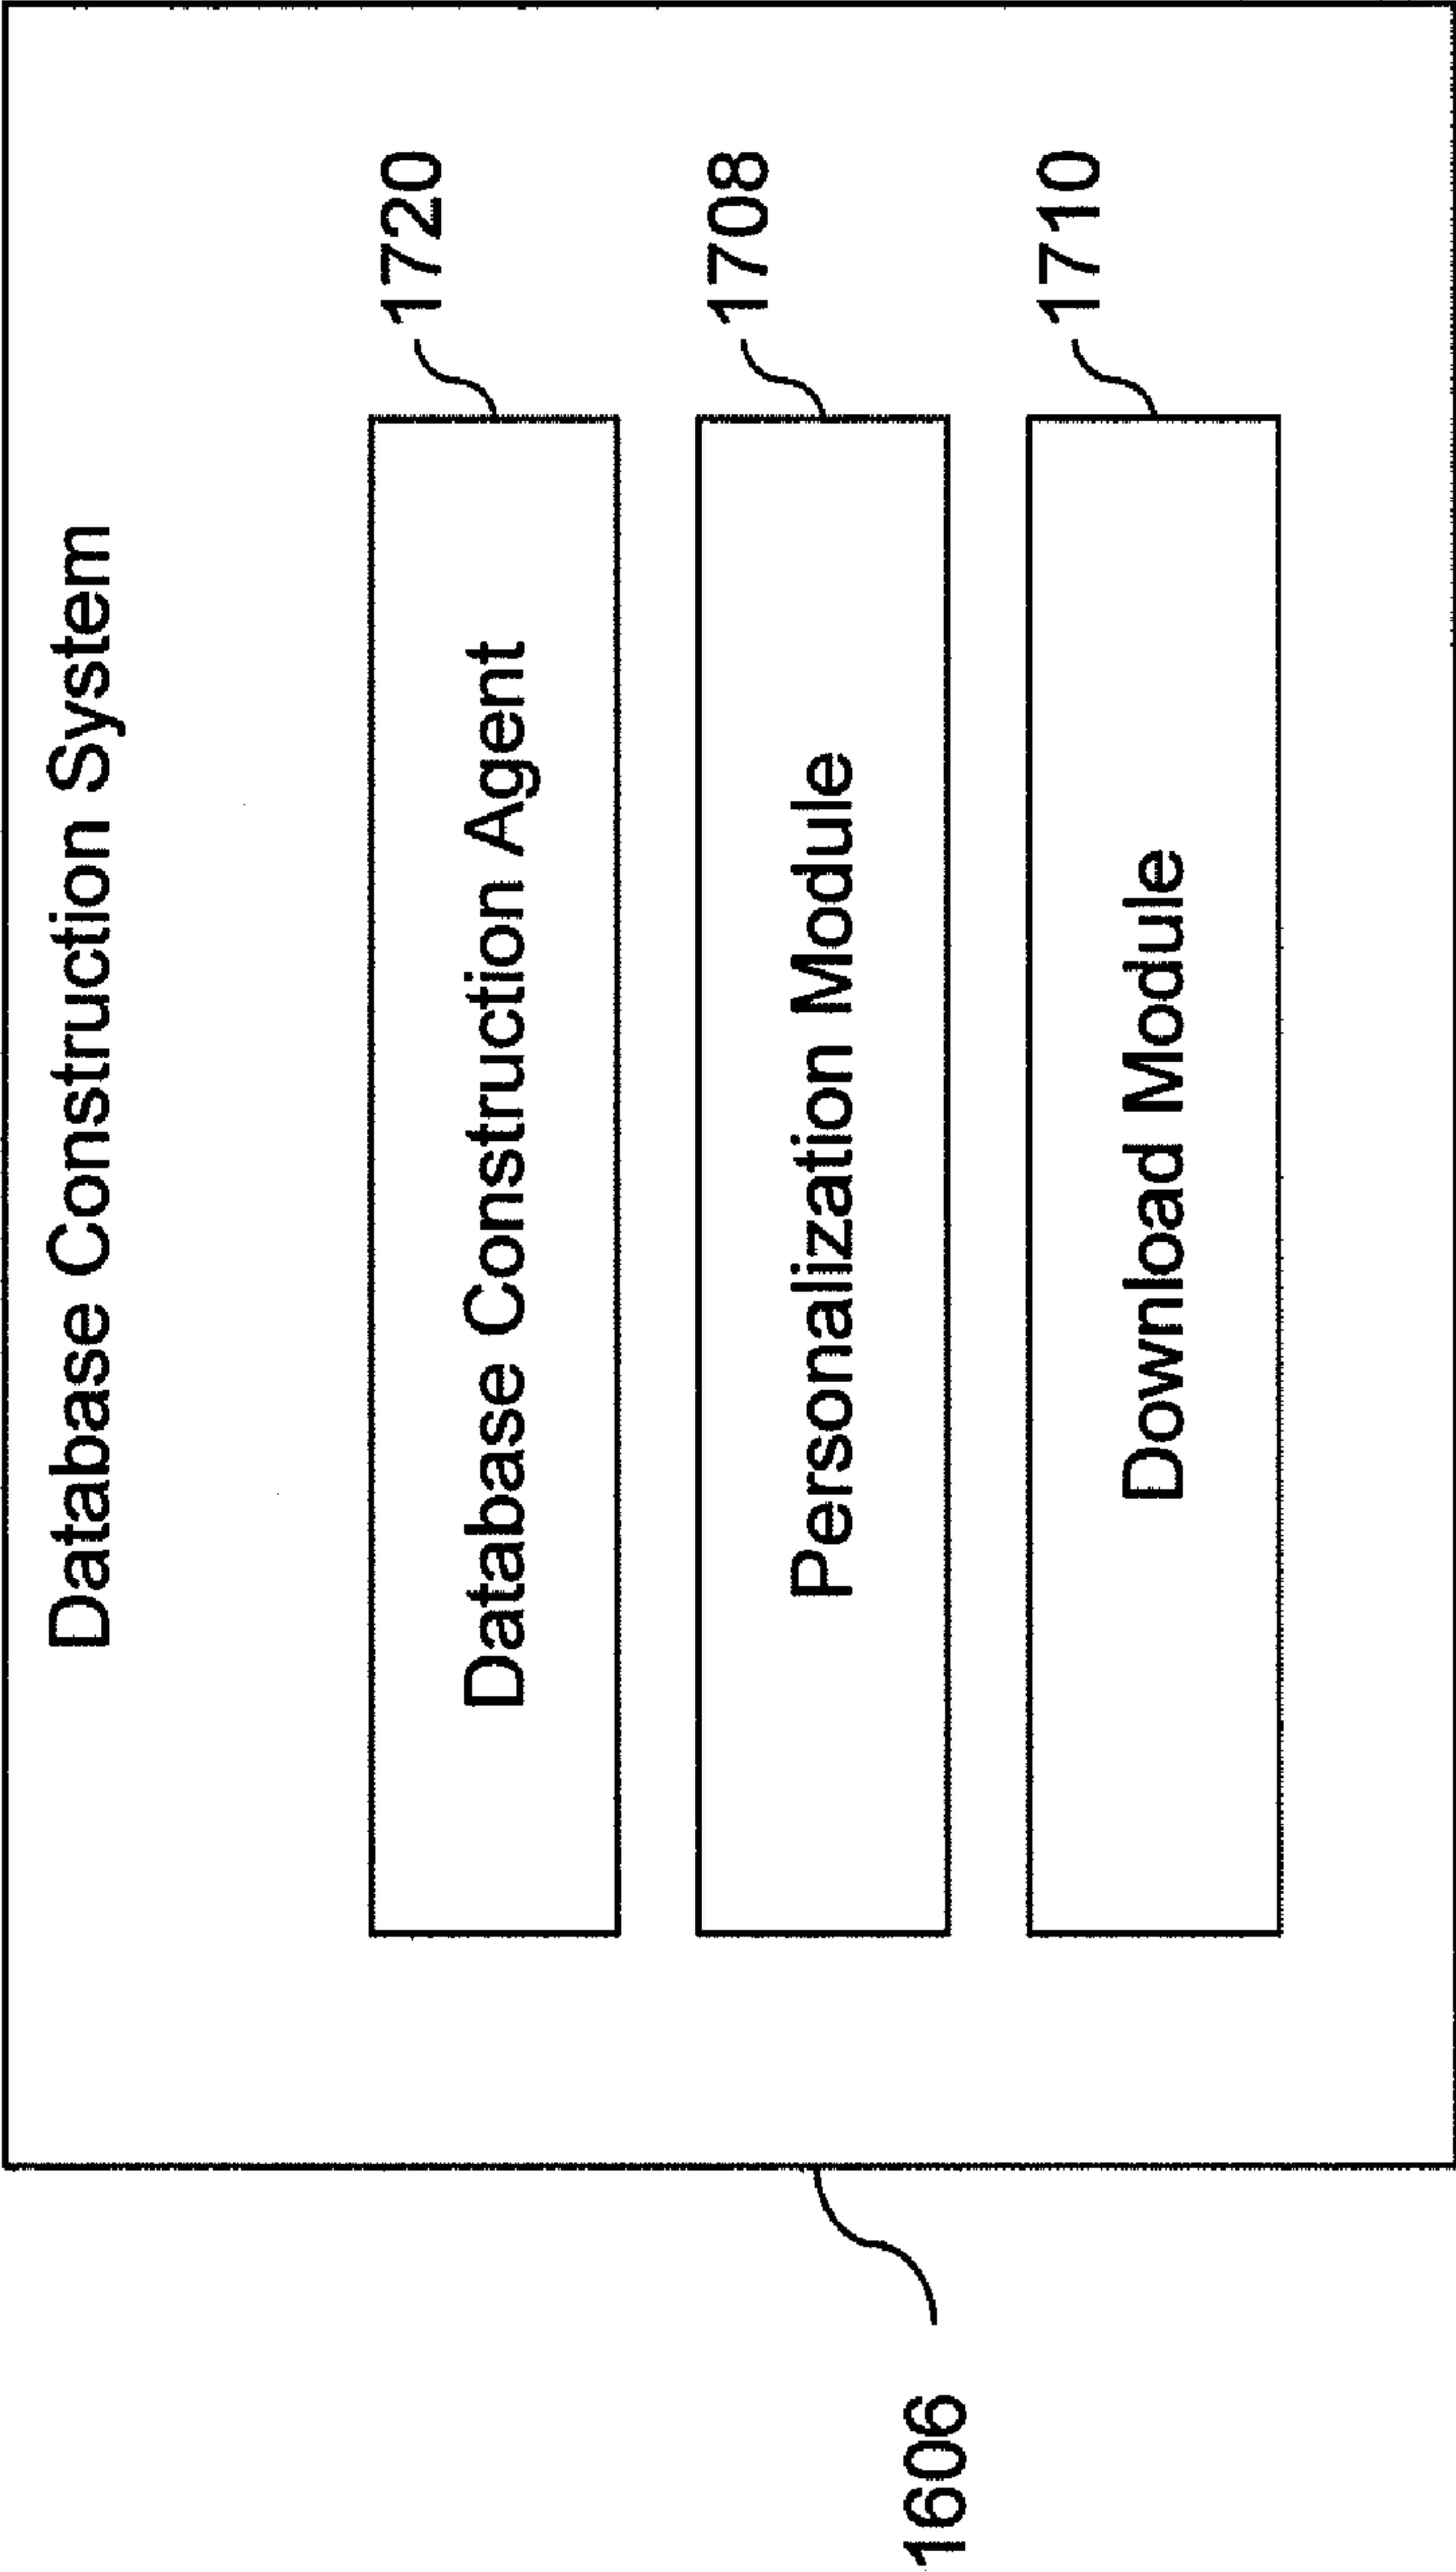 Database Construction System
Database Construction Agent
1720
Personalization Module
1708
Download Module
1710
1606